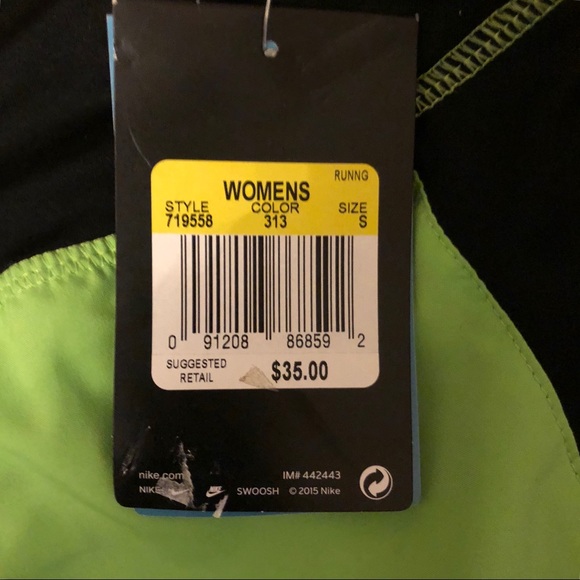 RUNNG
WOMENS
STYLE COLOR SIZE
719558 313 S
0 91208 86859 2
SUGGESTED
RETAIL $35.00
nike.com IM# 442443
NIKE SWOOSH © 2015 Nike